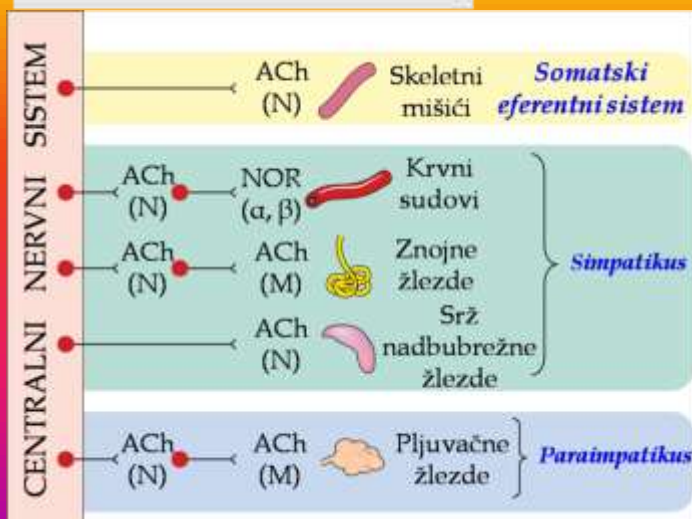 CENTRALNI NERVNI SISTEM
ACh
(N)
Skeletni
mišići
Somatski
eferentni sistem
ACh
(N)
NOR
(α, β)
Krvni
sudovi
ACh
(N)
ACh
(M)
Znojne
žlezde
ACh
(N)
Srž
nadbubrežne
žlezde
Simpatikus
ACh
(N)
ACh
(M)
Pljuvačne
žlezde
Paraimpatikus